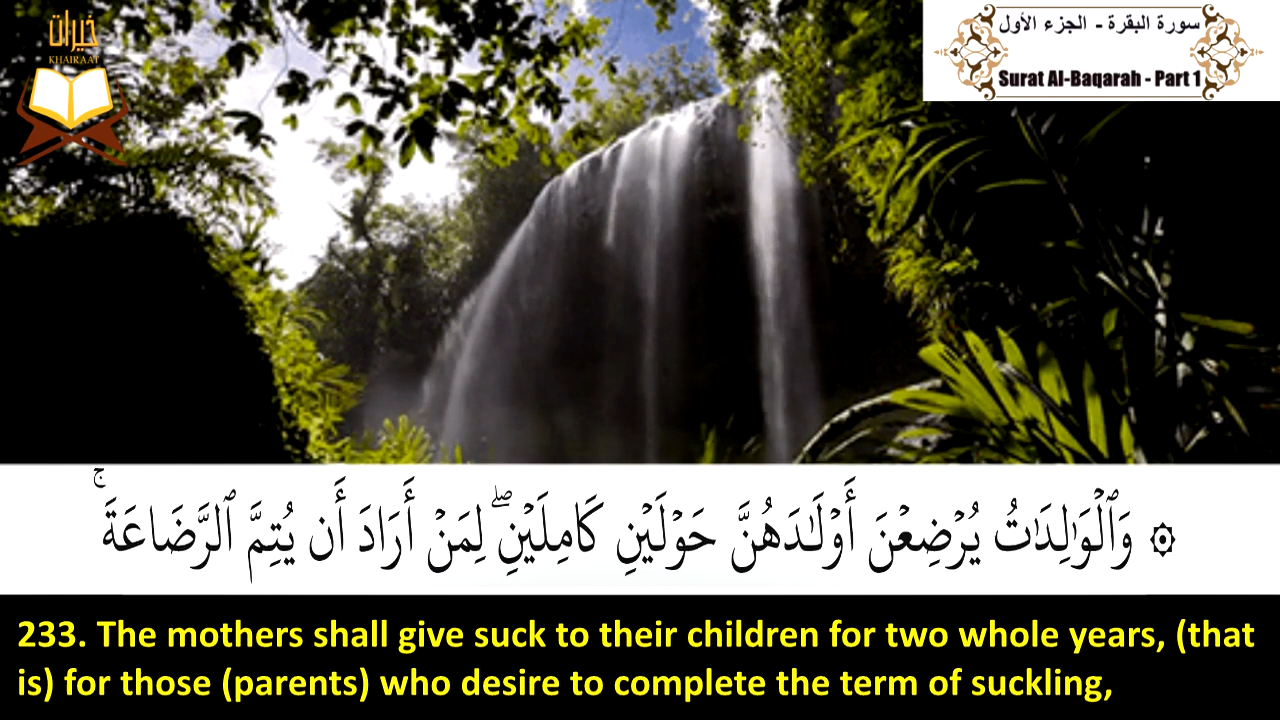 خيرات
KHAIRAAT
سورة البقرة - الجزء الأول
Surat Al-Baqarah - Part 1
۞ وَٱلْوَٰلِدَٰتُ يُرْضِعْنَ أَوْلَٰدَهُنَّ حَوْلَيْنِ كَامِلَيْنِ ۖ لِمَنْ أَرَادَ أَن يُتِمَّ ٱلرَّضَاعَةَ ۚ
233. The mothers shall give suck to their children for two whole years, (that
is) for those (parents) who desire to complete the term of suckling,